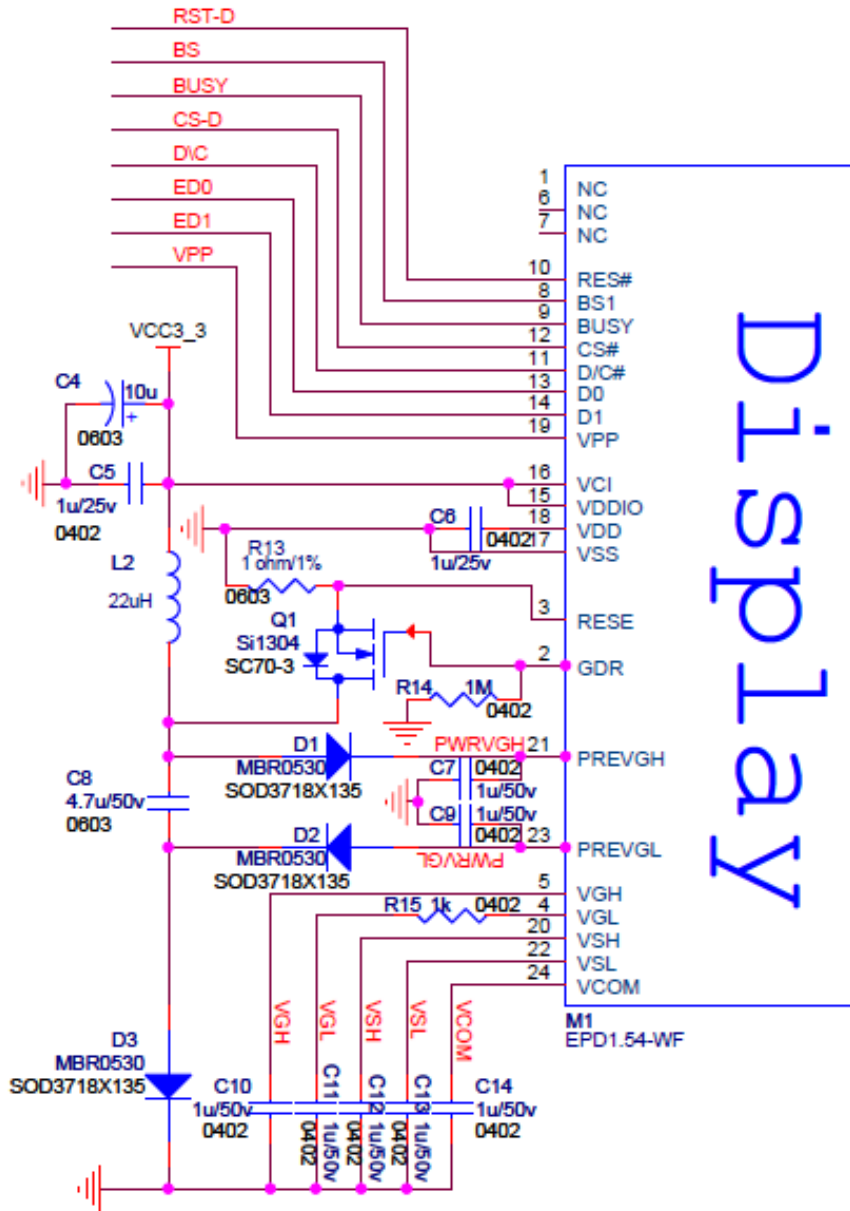 RST-D
BS
BUSY
CS-D
D\C
ED0
ED1
VPP
1 NC
6 NC
7 NC
10 RES#
8 BS1
9 BUSY
12 CS#
11 D/C#
13 D0
14 D1
19 VPP
16 VCI
15 VDDIO
18 VDD
17 VSS
3 RESE
2 GDR
21 PREVGH
23 PREVGL
5 VGH
4 VGL
20 VSH
22 VSL
24 VCOM
Display
M1
EPD1.54-WF
VCC3_3
C4
10u
+
0603
C5
1u/25v
0402
C6
0402
1u/25v
L2
22uH
R13
1 ohm/1%
0603
Q1
Si1304
SC70-3
R14 1M
0402
D1
MBR0530
SOD3718X135
PWRVGH
C7 0402
1u/50v
C9 1u/50v
0402
PWRVGL
C8
4.7u/50v
0603
D2
MBR0530
SOD3718X135
R15 1k 0402
VGH
VGL
VSH
VSL
VCOM
D3
MBR0530
SOD3718X135
C10
1u/50v
0402
C11
1u/50v
0402
C12
1u/50v
0402
C13
1u/50v
0402
C14
1u/50v
0402